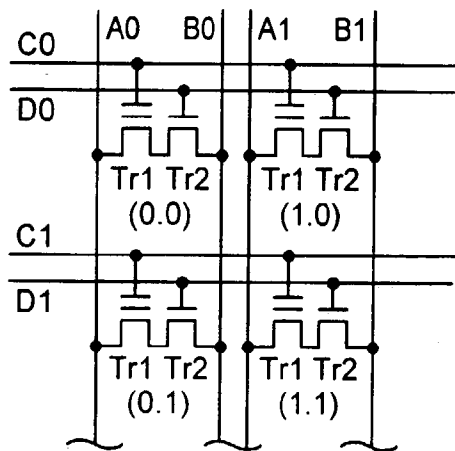 A0 B0 A1 B1
C0
D0
Tr1 Tr2 Tr1 Tr2
(0.0) (1.0)
C1
D1
Tr1 Tr2 Tr1 Tr2
(0.1) (1.1)